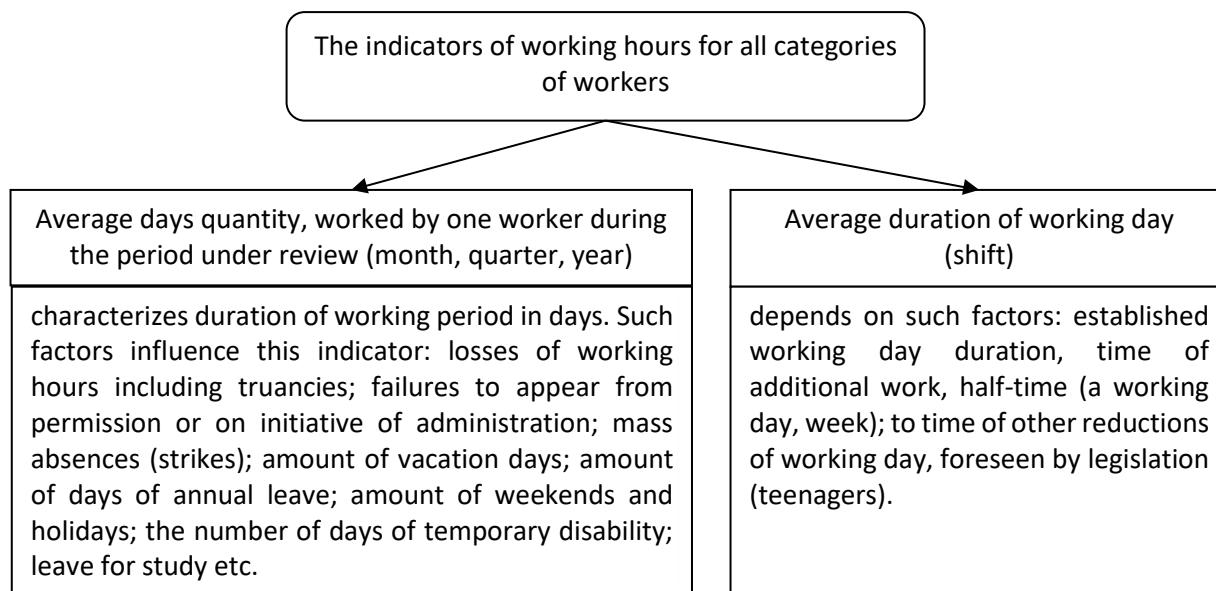 The indicators of working hours for all categories
of workers
Average days quantity, worked by one worker during
the period under review (month, quarter, year)
characterizes duration of working period in days. Such
factors influence this indicator: losses of working
hours including truancies; failures to appear from
permission or on initiative of administration; mass
absences (strikes); amount of vacation days; amount
of days of annual leave; amount of weekends and
holidays; the number of days of temporary disability;
leave for study etc.
Average duration of working day
(shift)
depends on such factors: established
working day duration, time of
additional work, half-time (a working
day, week); to time of other reductions
of working day, foreseen by legislation
(teenagers).